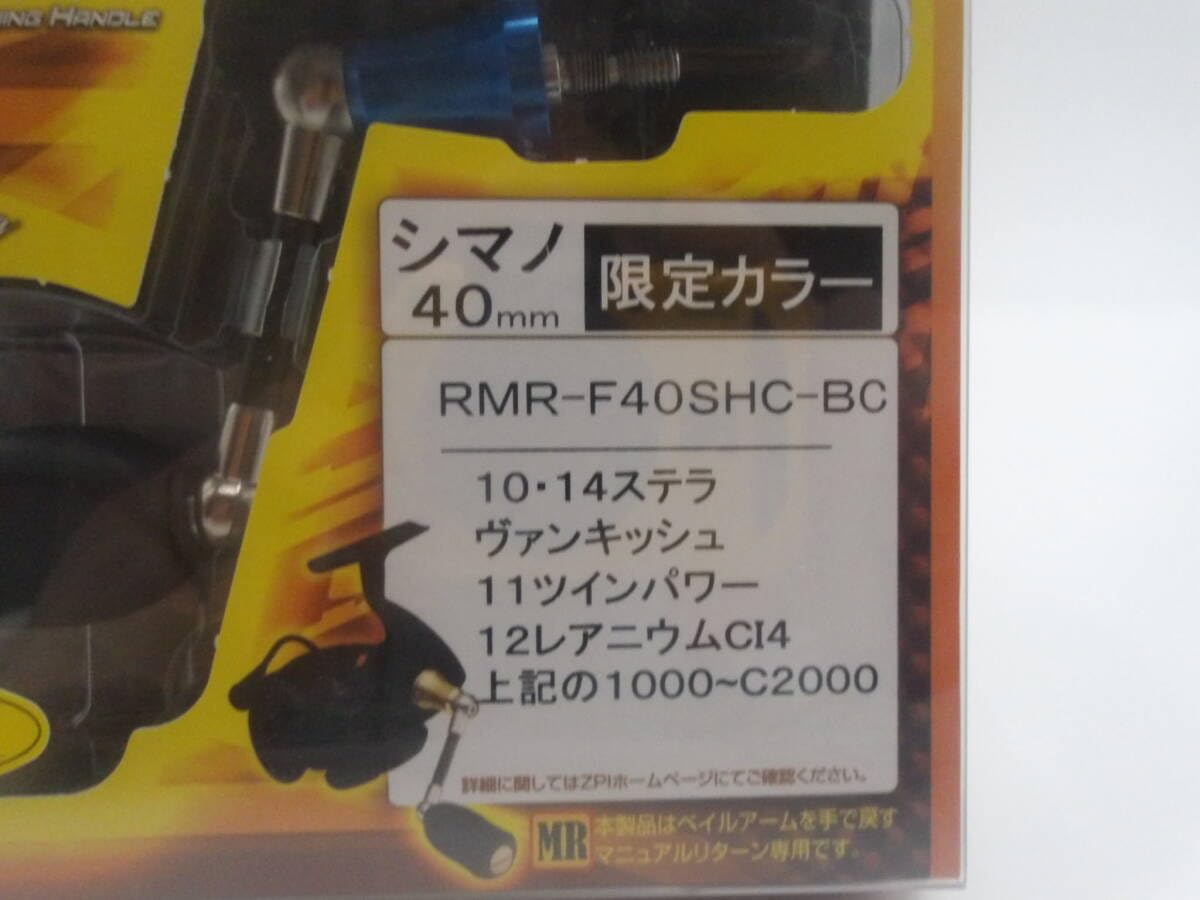 HANDLE
シマノ 限定カラー
40mm
RMR-F40SHC-BC
10・14ステラ
ヴァンキッシュ
11ツインパワー
12レアニウムCI4
上記の1000~C2000
詳細に関してはZPIホームページにてご確認ください。
MR 本製品はベイルアームを手で戻す
マニュアルリターン専用です。